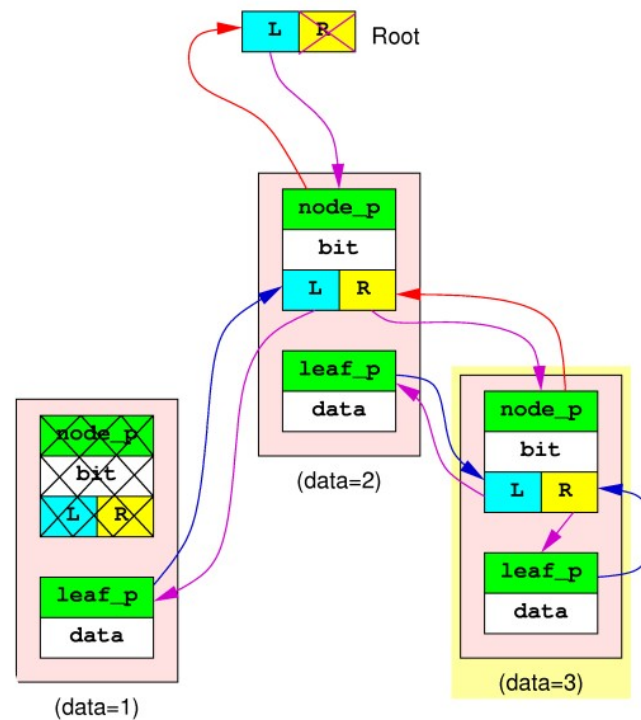 L R Root
node_p
bit
L R
leaf_p
data
(data=2)
node_p
bit
L R
leaf_p
data
(data=1)
node_p
bit
L R
leaf_p
data
(data=3)